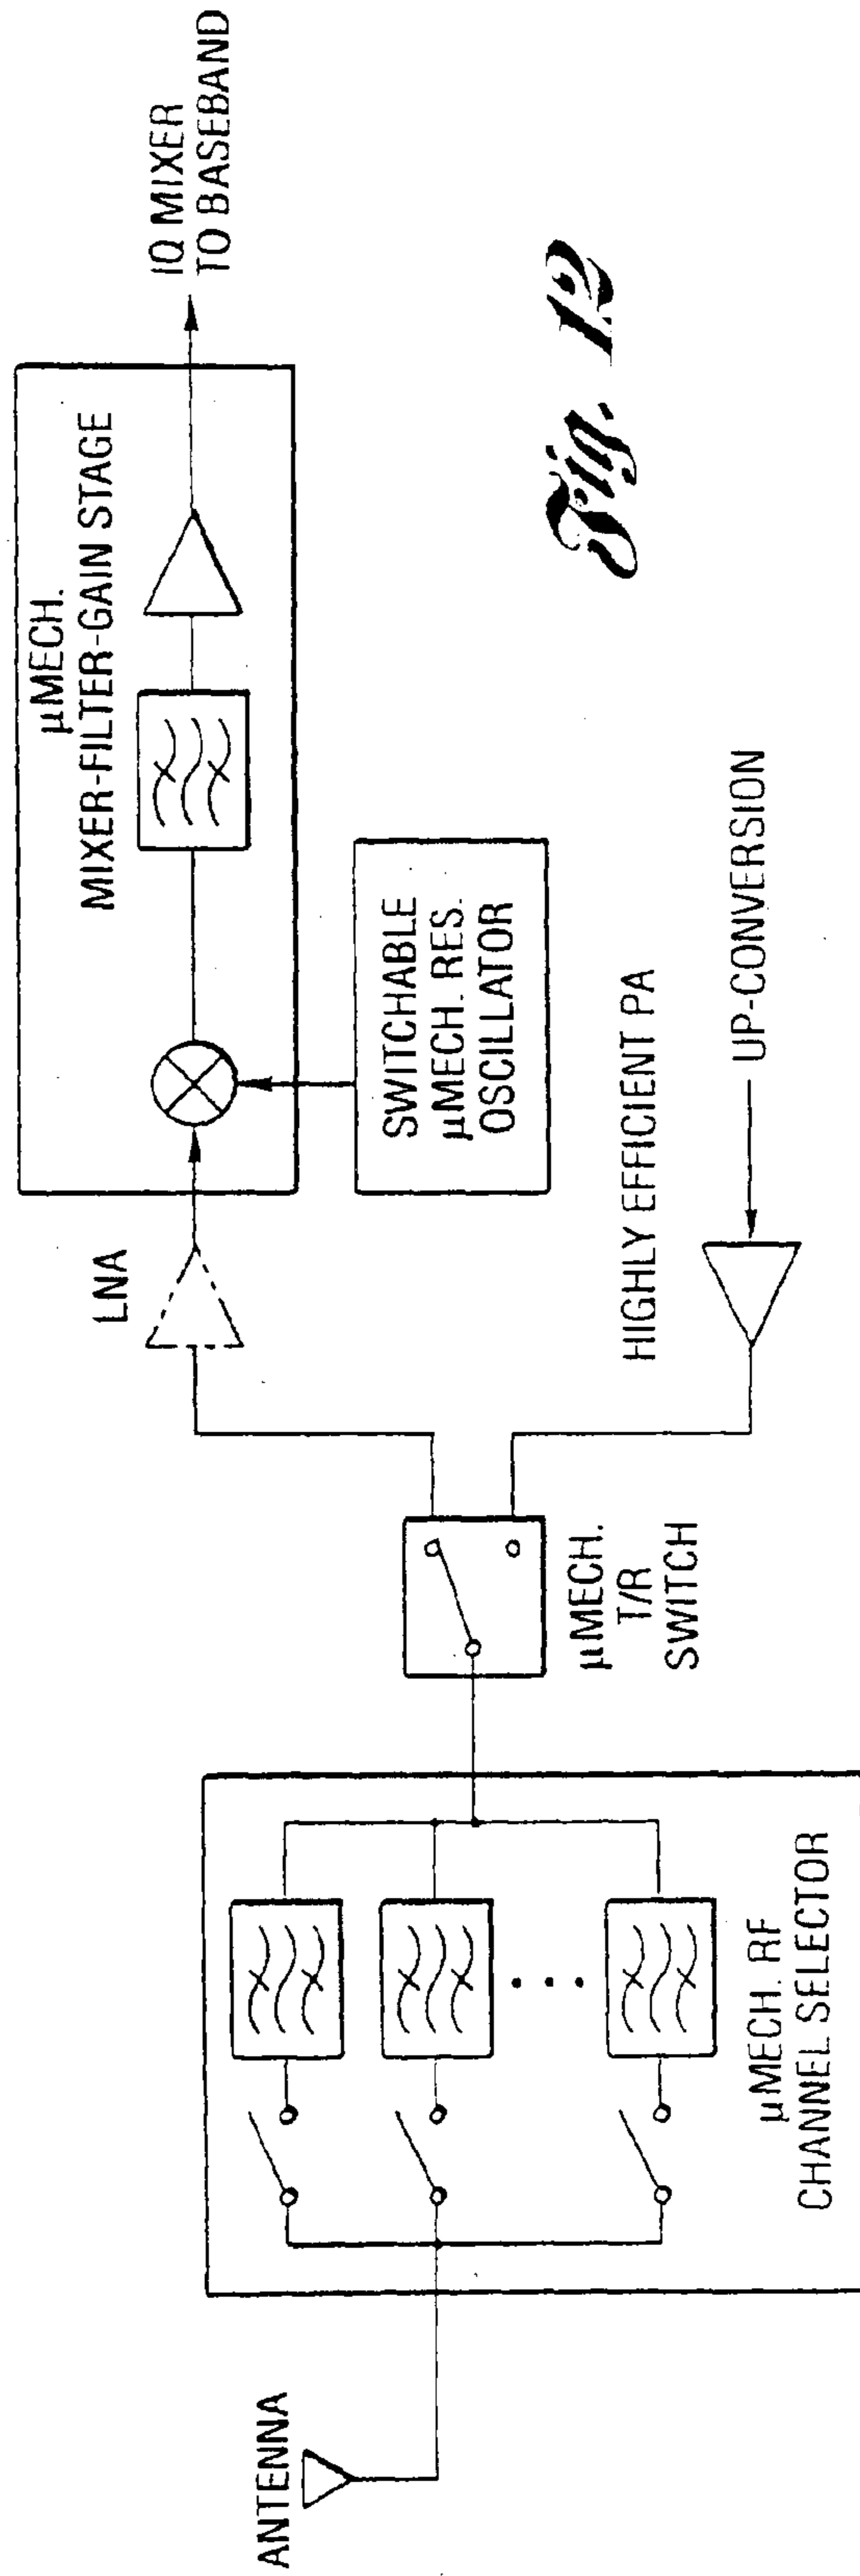 ANTENNA
µMECH. RF
CHANNEL SELECTOR
µMECH.
T/R
SWITCH
LNA
µMECH.
MIXER-FILTER-GAIN STAGE
IQ MIXER
TO BASEBAND
SWITCHABLE
µMECH. RES.
OSCILLATOR
HIGHLY EFFICIENT PA
UP-CONVERSION
Fig. 12